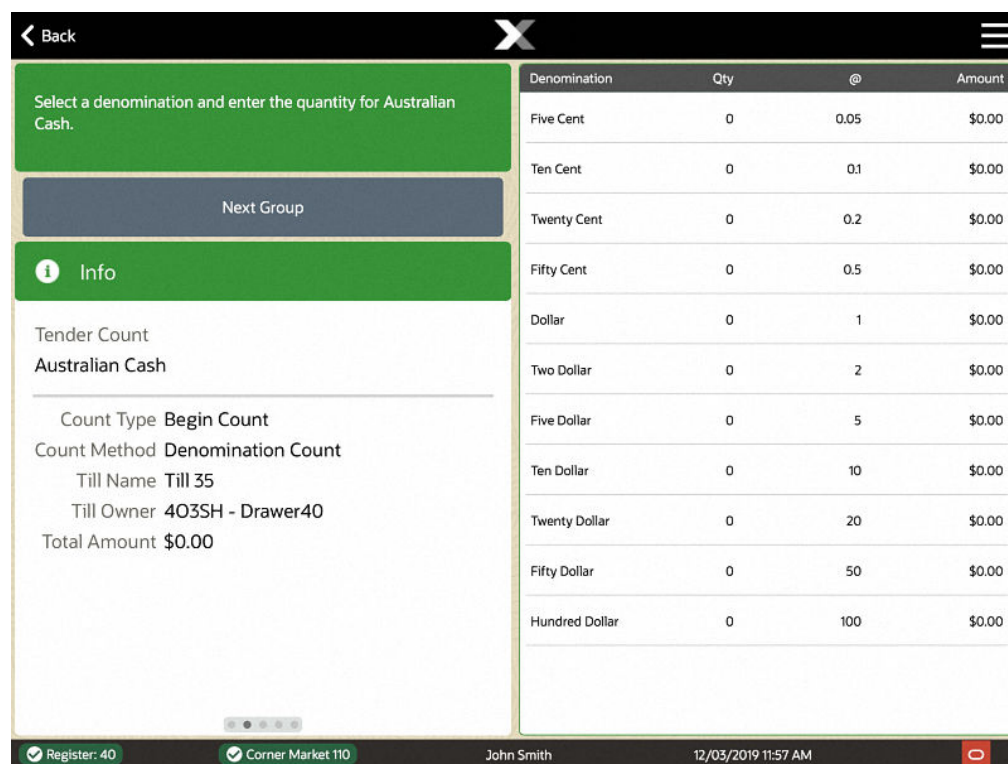 Back
Select a denomination and enter the quantity for Australian
Cash.
Next Group
Info
Tender Count
Australian Cash
Count Type Begin Count
Count Method Denomination Count
Till Name Till 35
Till Owner 4O3SH - Drawer40
Total Amount $0.00
Denomination Qty @ Amount
Five Cent 0 0.05 $0.00
Ten Cent 0 0.1 $0.00
Twenty Cent 0 0.2 $0.00
Fifty Cent 0 0.5 $0.00
Dollar 0 1 $0.00
Two Dollar 0 2 $0.00
Five Dollar 0 5 $0.00
Ten Dollar 0 10 $0.00
Twenty Dollar 0 20 $0.00
Fifty Dollar 0 50 $0.00
Hundred Dollar 0 100 $0.00
Register: 40 Corner Market 110 John Smith 12/03/2019 11:57 AM